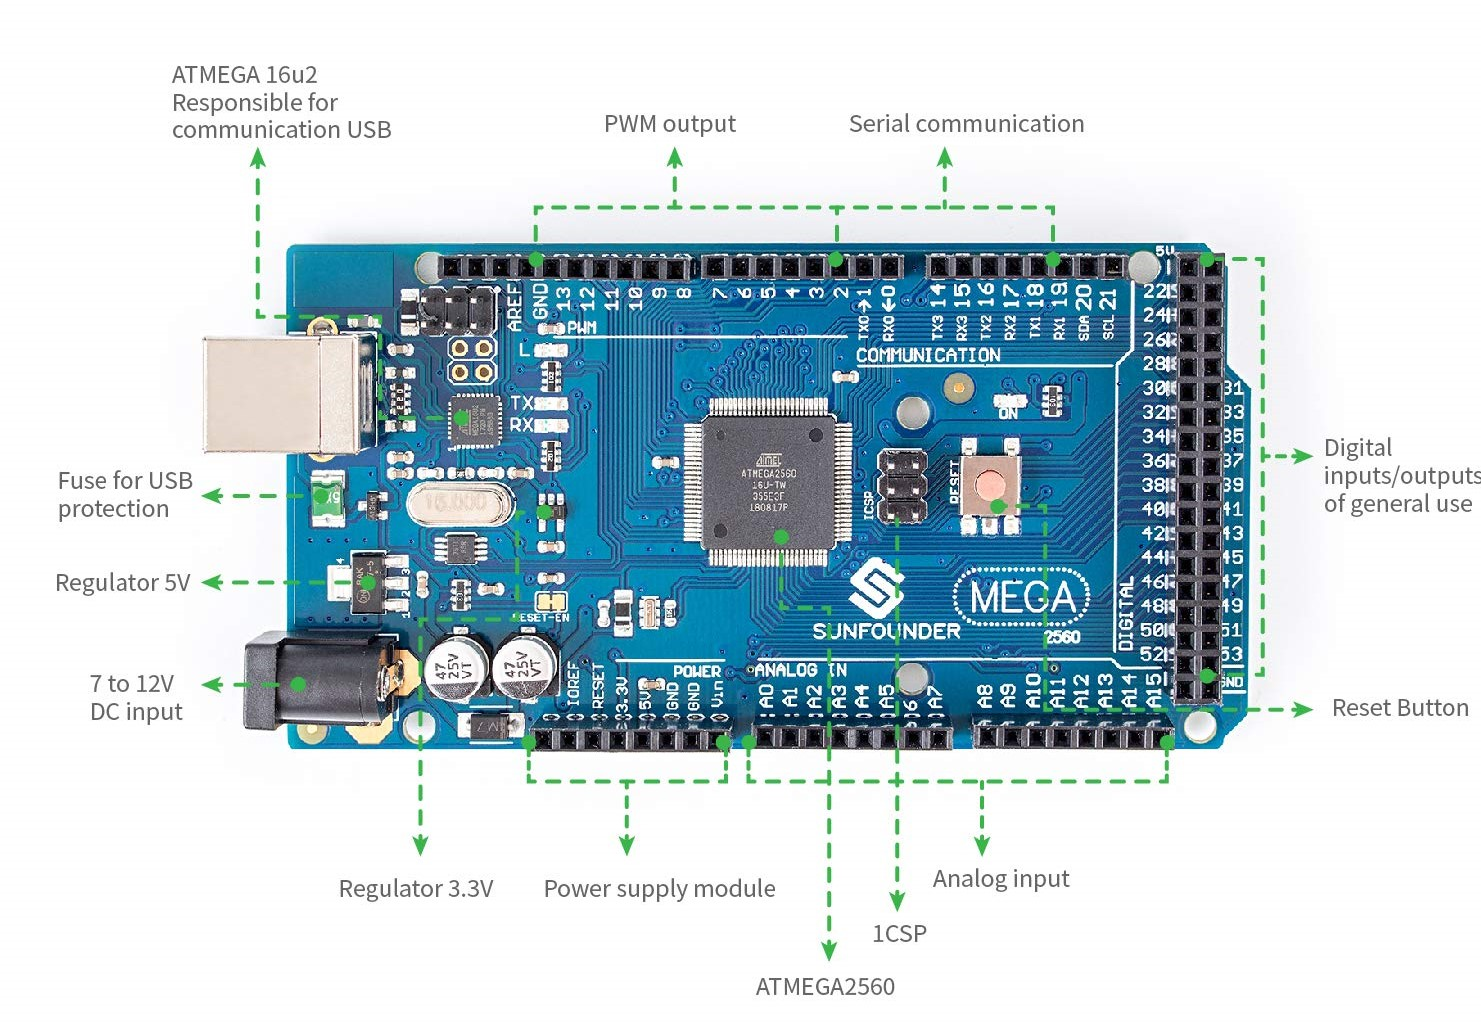 ATMEGA 16u2
Responsible for
communication USB
PWM output
Serial communication
5V
AREF
GND
13
12
11
10
9
8
7
6
5
4
3
2
TX0→1
RX0←0
TX3 14
RX3 15
TX2 16
RX2 17
TX1 18
RX1 19
SDA 20
SCL 21
PWM
COMMUNICATION
L
TX
RX
ON
22
24
26
28
30 31
32 33
34 35
36 37
38 39
40 41
42 43
44 45
46 47
48 49
50 51
52 53
GND
DIGITAL
ATMEL
ATMEGA2560
16U-TW
180817P
ICSP
RESET
16.000
Fuse for USB
protection
Regulator 5V
7 to 12V
DC input
Digital
inputs/outputs
of general use
Reset Button
RESET-EN
SUNFOUNDER
MEGA
2560
47
25V
VT
47
25V
VT
POWER
IOREF
RESET
3.3V
5V
GND
GND
Vin
ANALOG IN
A0
A1
A2
A3
A4
A5
A6
A7
A8
A9
A10
A11
A12
A13
A14
A15
M7
Regulator 3.3V
Power supply module
Analog input
1CSP
ATMEGA2560